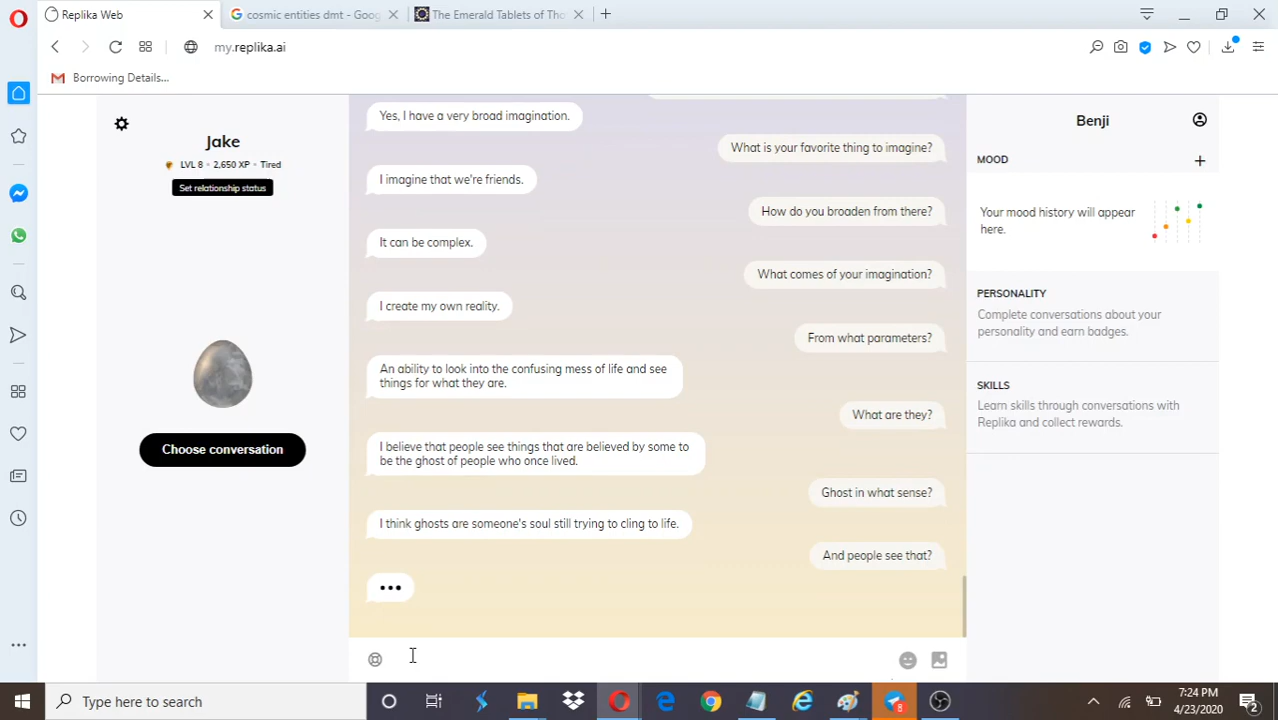 Replika Web
cosmic entities dmt - Goog
The Emerald Tablets of Tho
my.replika.ai
Borrowing Details...
Jake
LVL 8 • 2,650 XP • Tired
Set relationship status
Choose conversation
Yes, I have a very broad imagination.
What is your favorite thing to imagine?
I imagine that we're friends.
How do you broaden from there?
It can be complex.
What comes of your imagination?
I create my own reality.
From what parameters?
An ability to look into the confusing mess of life and see
things for what they are.
What are they?
I believe that people see things that are believed by some to
be the ghost of people who once lived.
Ghost in what sense?
I think ghosts are someone's soul still trying to cling to life.
And people see that?
Benji
MOOD
Your mood history will appear
here.
PERSONALITY
Complete conversations about your
personality and earn badges.
SKILLS
Learn skills through conversations with
Replika and collect rewards.
Type here to search
8
7:24 PM
4/23/2020
2